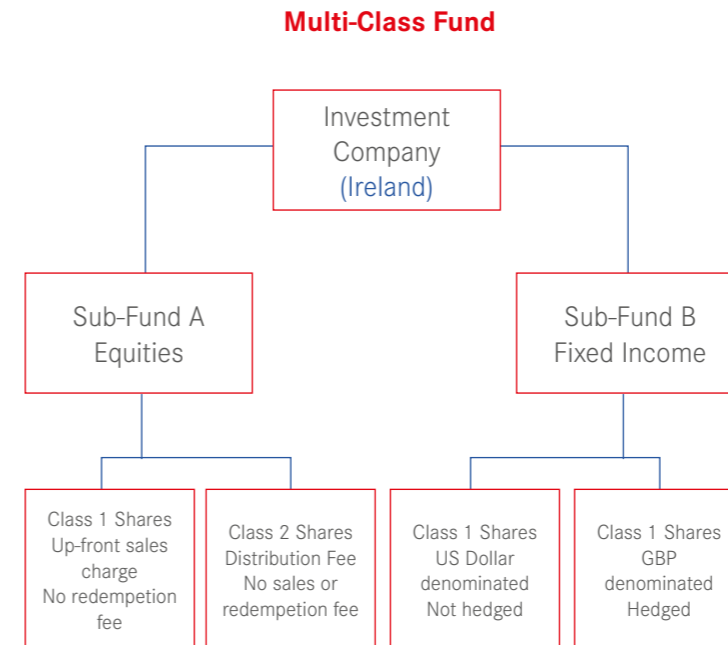 Multi-Class Fund
Investment
Company
(Ireland)
Sub-Fund A
Equities
Sub-Fund B
Fixed Income
Class 1 Shares
Up-front sales
charge
No redempetion
fee
Class 2 Shares
Distribution Fee
No sales or
redempetion fee
Class 1 Shares
US Dollar
denominated
Not hedged
Class 1 Shares
GBP
denominated
Hedged